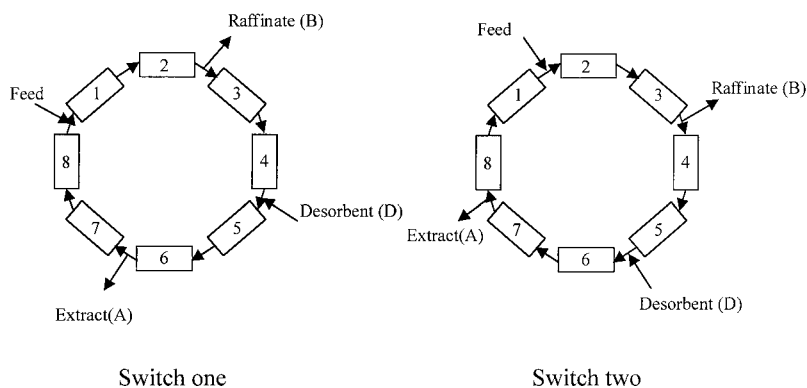 Raffinate (B)
2
3
4
5
6
7
8
1
Feed
Desorbent (D)
Extract(A)
Switch one
Feed
2
3
Raffinate (B)
4
5
6
7
8
1
Extract(A)
Desorbent (D)
Switch two